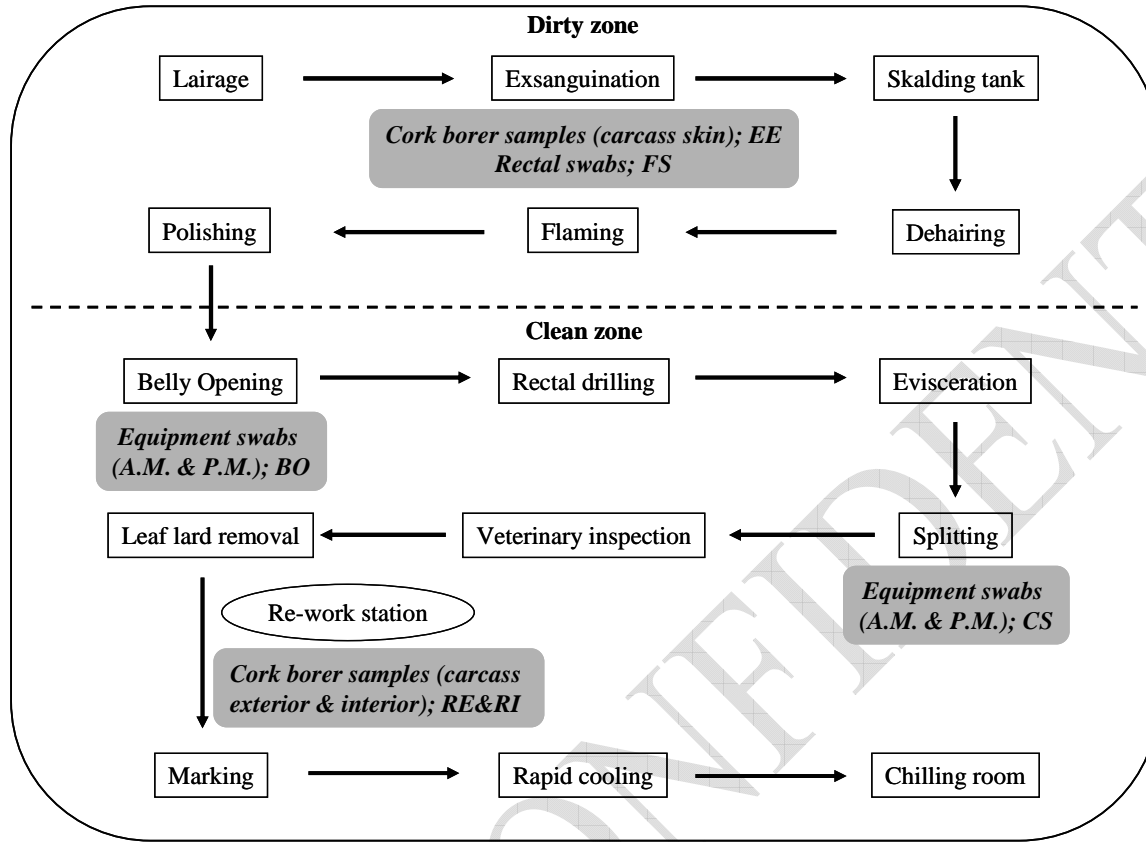 Dirty zone
Lairage
Exsanguination
Skalding tank
Cork borer samples (carcass skin); EE
Rectal swabs; FS
Polishing
Flaming
Dehairing
Clean zone
Belly Opening
Rectal drilling
Evisceration
Equipment swabs
(A.M. & P.M.); BO
Leaf lard removal
Veterinary inspection
Splitting
Equipment swabs
(A.M. & P.M.); CS
Re-work station
Cork borer samples (carcass
exterior & interior); RE&RI
Marking
Rapid cooling
Chilling room
CONFIDENT